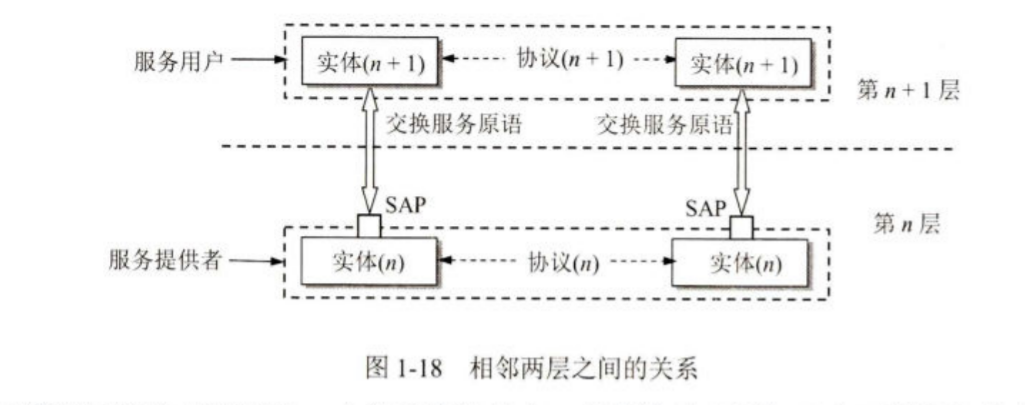 服务用户 实体(n + 1) 协议(n + 1) 实体(n + 1)
第 n + 1 层
交换服务原语 交换服务原语
SAP SAP
第 n 层
服务提供者 实体(n) 协议(n) 实体(n)
图 1-18 相邻两层之间的关系